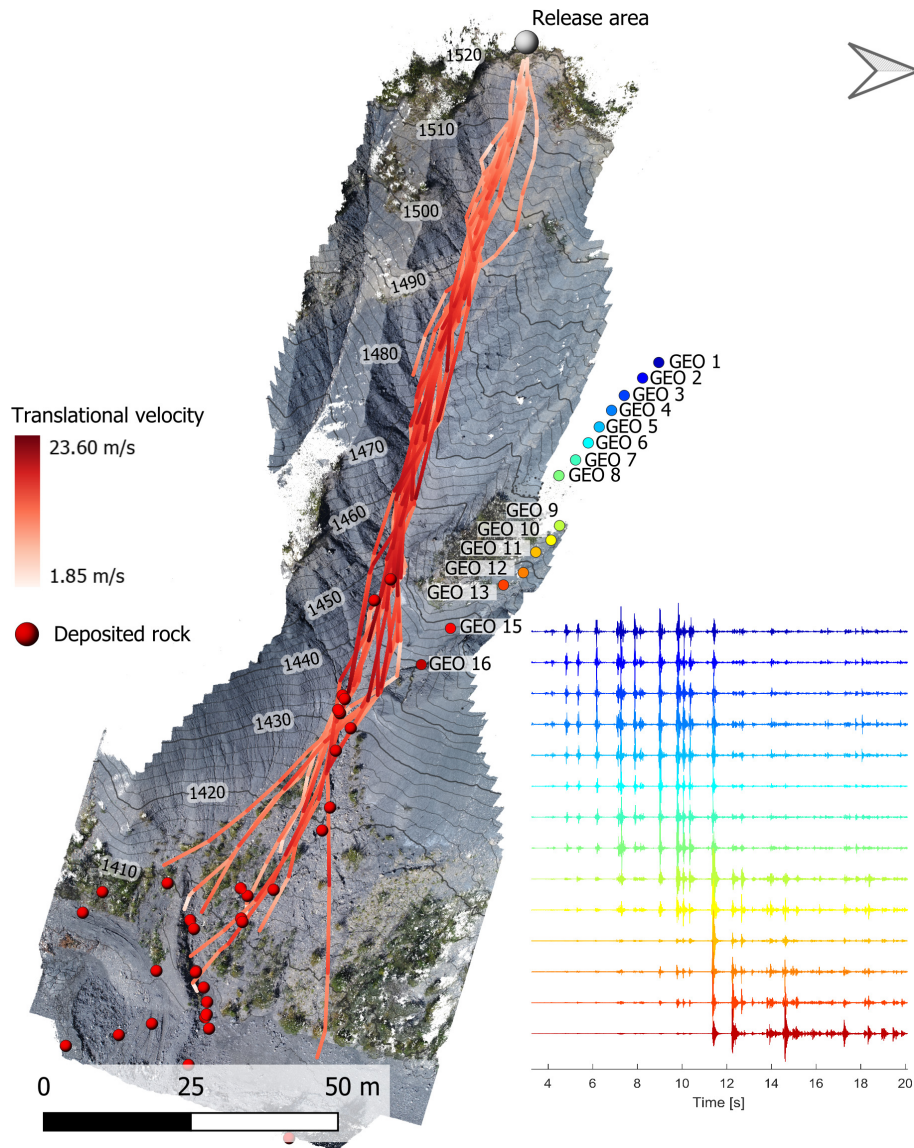 Release area
1520
1510
1500
1490
1480
1470
1460
1450
1440
1430
1420
1410
GEO 1
GEO 2
GEO 3
GEO 4
GEO 5
GEO 6
GEO 7
GEO 8
GEO 9
GEO 10
GEO 11
GEO 12
GEO 13
GEO 15
GEO 16
Translational velocity
23.60 m/s
1.85 m/s
Deposited rock
0 25 50 m
4 6 8 10 12 14 16 18 20
Time [s]